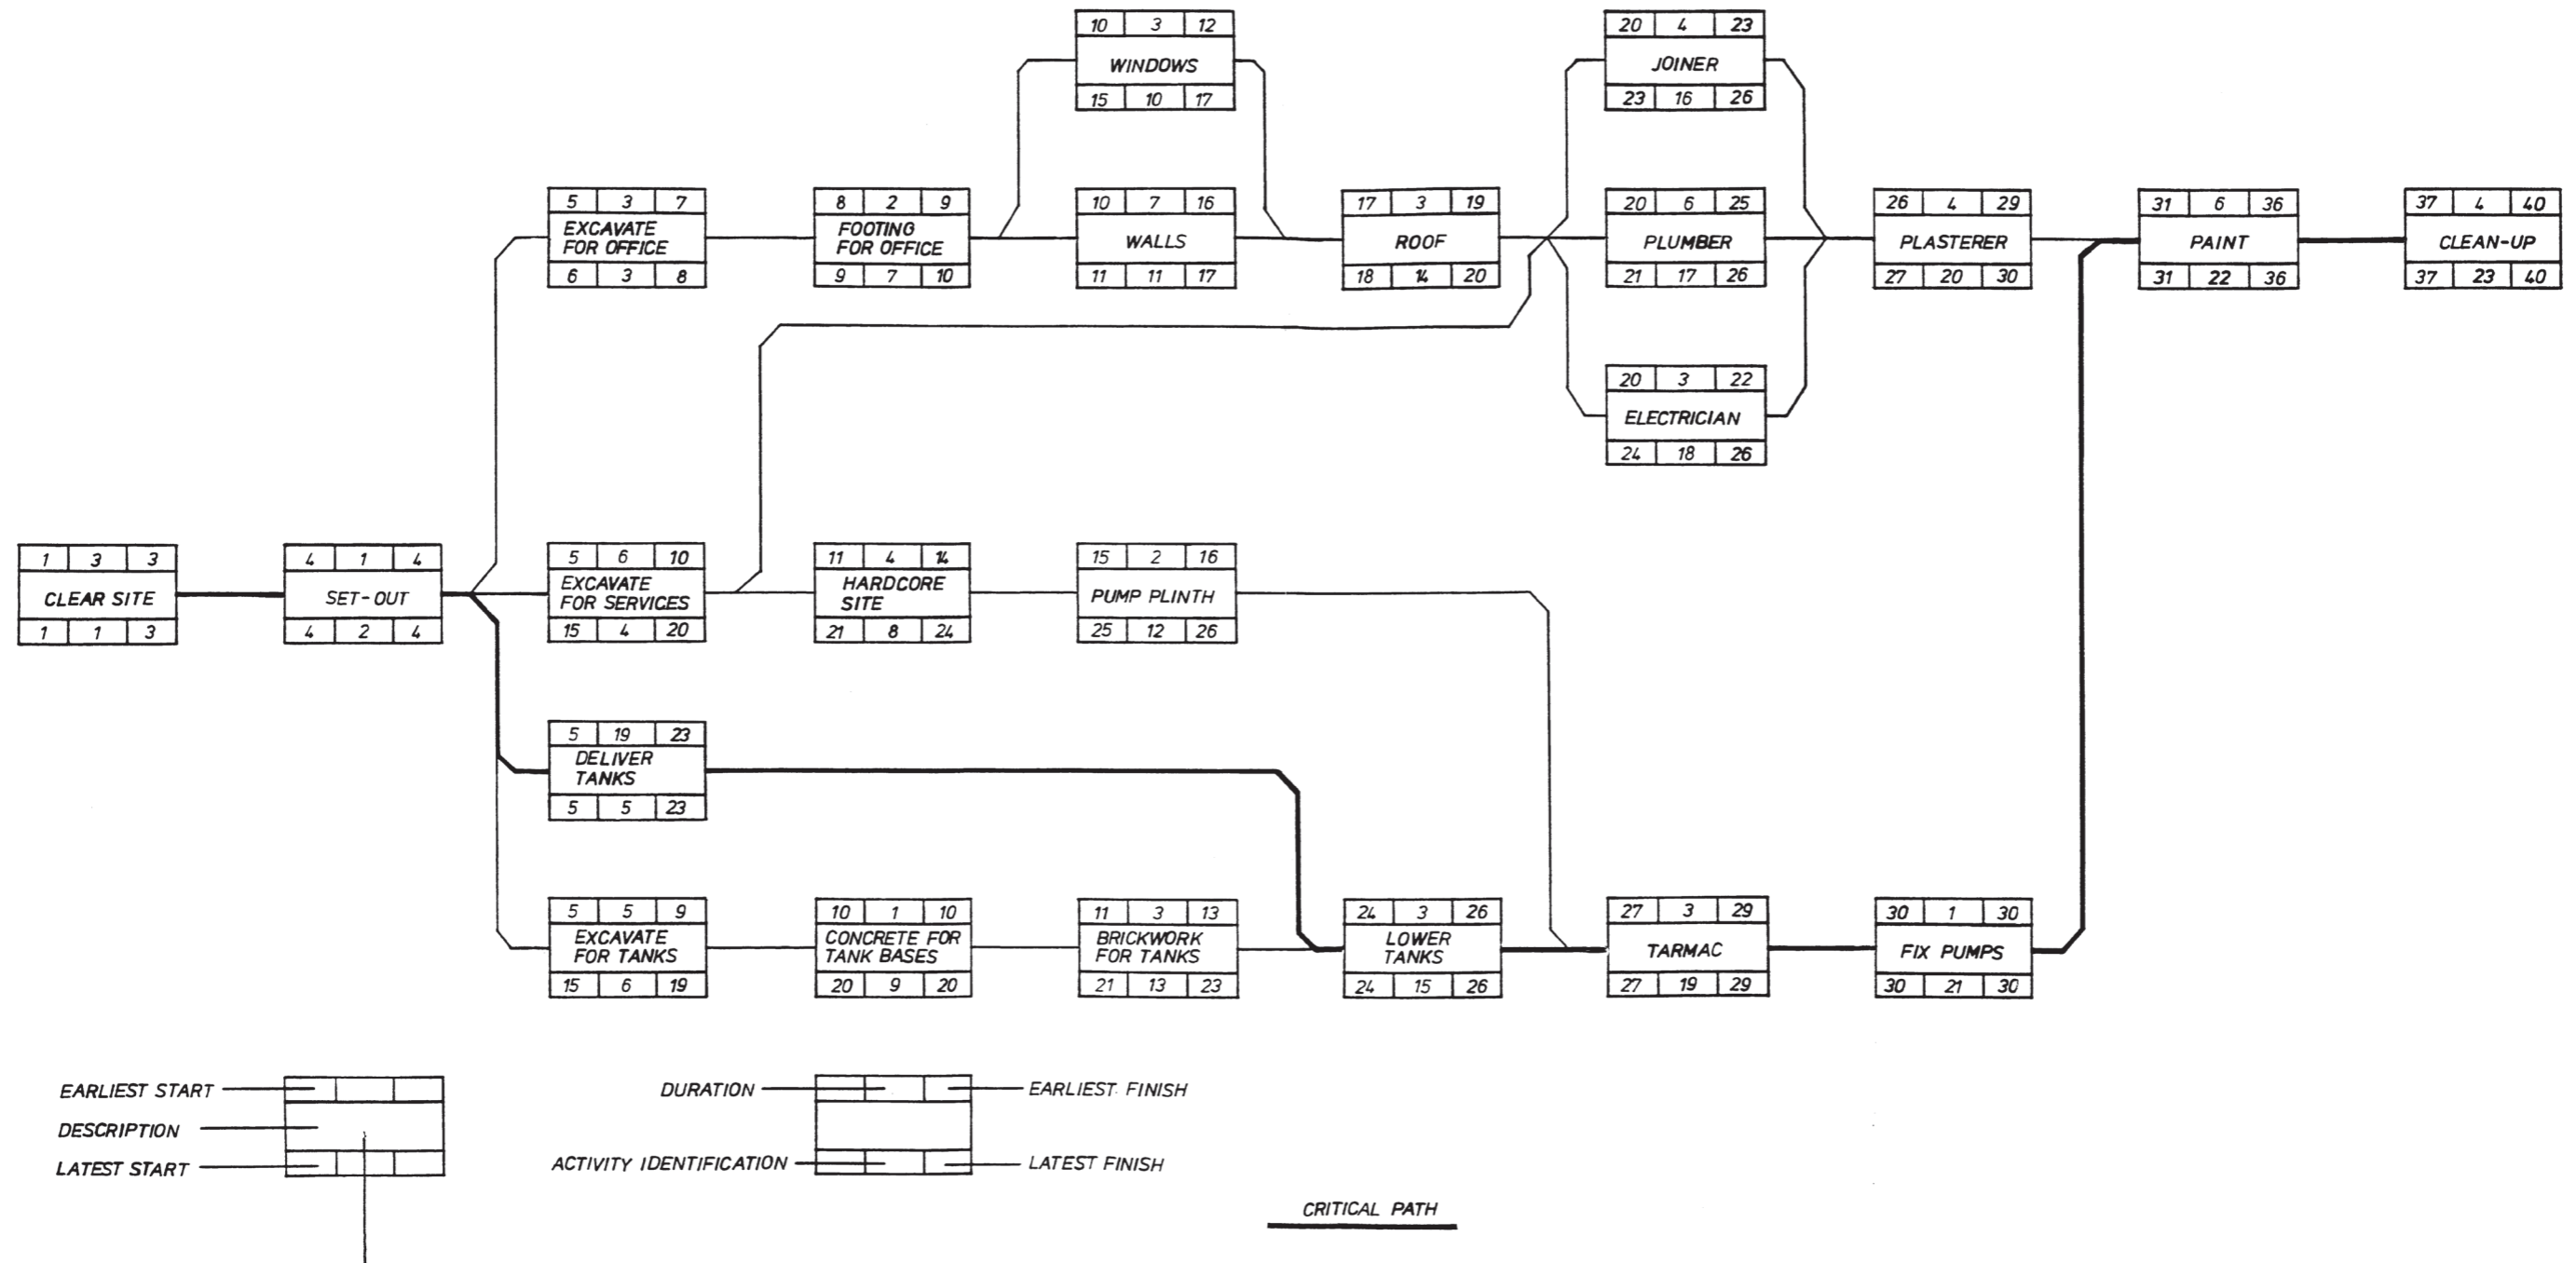 10 3 12
WINDOWS
15 10 17
20 4 23
JOINER
23 16 26
5 3 7
EXCAVATE
FOR OFFICE
6 3 8
8 2 9
FOOTING
FOR OFFICE
9 7 10
10 7 16
WALLS
11 11 17
17 3 19
ROOF
18 14 20
20 6 25
PLUMBER
21 17 26
26 4 29
PLASTERER
27 20 30
31 6 36
PAINT
31 22 36
37 4 40
CLEAN-UP
37 23 40
20 3 22
ELECTRICIAN
24 18 26
1 3 3
CLEAR SITE
1 1 3
4 1 4
SET-OUT
4 2 4
5 6 10
EXCAVATE
FOR SERVICES
15 4 20
11 4 14
HARDCORE
SITE
21 8 24
15 2 16
PUMP PLINTH
25 12 26
5 19 23
DELIVER
TANKS
5 5 23
5 5 9
EXCAVATE
FOR TANKS
15 6 19
10 1 10
CONCRETE FOR
TANK BASES
20 9 20
11 3 13
BRICKWORK
FOR TANKS
21 13 23
24 3 26
LOWER
TANKS
24 15 26
27 3 29
TARMAC
27 19 29
30 1 30
FIX PUMPS
30 21 30
EARLIEST START
DESCRIPTION
LATEST START
DURATION
EARLIEST FINISH
ACTIVITY IDENTIFICATION
LATEST FINISH
CRITICAL PATH